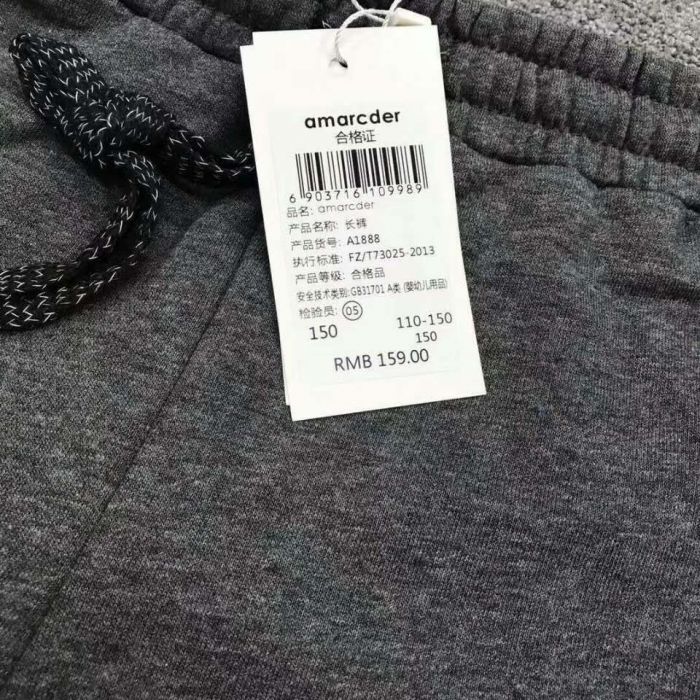 amarcder
合格证
6 903716 109989
品名: amarcder
产品名称: 长裤
产品货号: A1888
执行标准: FZ/T73025-2013
产品等级: 合格品
安全技术类别:GB31701 A类 (婴幼儿用品)
检验员: 05
150 110-150
150
RMB 159.00